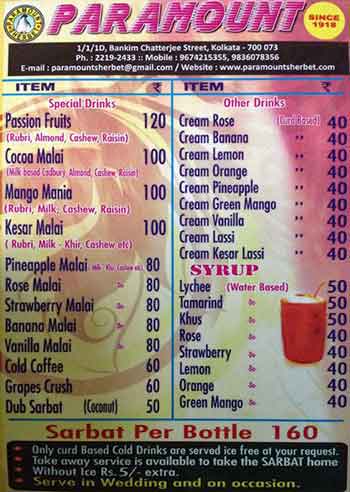 PARAMOUNT
SINCE 1918
1/1/1D, Bankim Chatterjee Street, Kolkata - 700 073
Ph. : 2219-2433 :: Mobile : 9674215355, 9836078356
E-mail : paramountsherbet@gmail.com / Website : www.paramountsherbet.com
ITEM ₹
Special Drinks
Passion Fruits 120
(Rubri, Almond, Cashew, Raisin)
Cocoa Malai 100
(Milk based Cadbury, Almond, Cashew, Raisin)
Mango Mania 100
(Rubri, Milk, Cashew, Raisin)
Kesar Malai 100
( Rubri, Milk - Khir, Cashew etc)
Pineapple Malai (Milk - Khir, Cashew etc) 80
Rose Malai 80
Strawberry Malai 80
Banana Malai 80
Vanilla Malai 80
Cold Coffee 60
Grapes Crush 60
Dub Sarbat (Coconut) 50
ITEM ₹
Other Drinks
Cream Rose (Curd Based) 40
Cream Banana " 40
Cream Lemon " 40
Cream Orange " 40
Cream Pineapple " 40
Cream Green Mango " 40
Cream Vanilla " 40
Cream Lassi " 40
Cream Kesar Lassi " 40
SYRUP
Lychee (Water Based) 50
Tamarind 50
Khus 50
Rose 40
Strawberry 40
Lemon 40
Orange 40
Green Mango 40
Sarbat Per Bottle 160
• Only curd Based Cold Drinks are served ice free at your request.
• Take away service is available to take the SARBAT home
Without Ice Rs. 5/- extra.
• Serve in Wedding and on occasion.